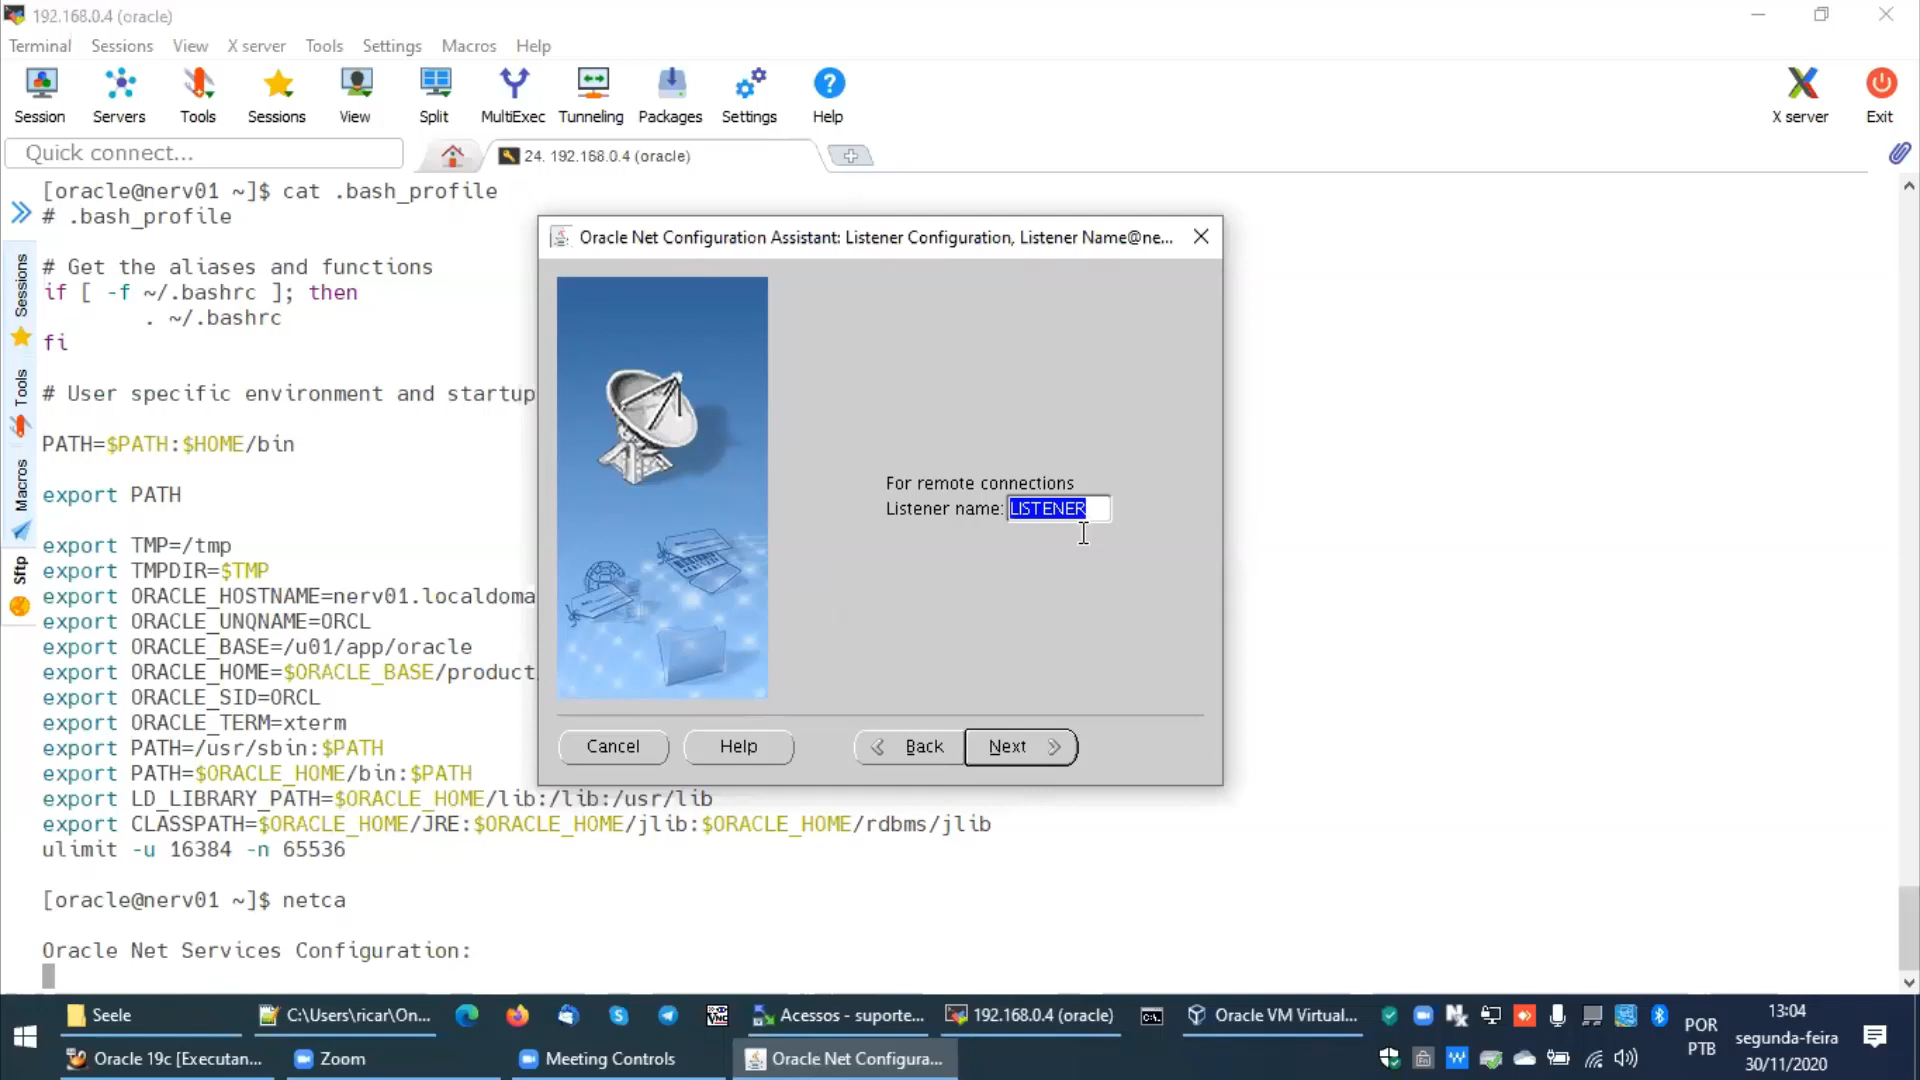 192.168.0.4 (oracle)
Terminal Sessions View X server Tools Settings Macros Help
Session Servers Tools Sessions View Split MultiExec Tunneling Packages Settings Help X server Exit
Quick connect...
24. 192.168.0.4 (oracle)
Sessions
Tools
Macros
Sftp
[oracle@nerv01 ~]$ cat .bash_profile
# .bash_profile
# Get the aliases and functions
if [ -f ~/.bashrc ]; then
. ~/.bashrc
fi
# User specific environment and startup
PATH=$PATH:$HOME/bin
export PATH
export TMP=/tmp
export TMPDIR=$TMP
export ORACLE_HOSTNAME=nerv01.localdoma
export ORACLE_UNQNAME=ORCL
export ORACLE_BASE=/u01/app/oracle
export ORACLE_HOME=$ORACLE_BASE/product
export ORACLE_SID=ORCL
export ORACLE_TERM=xterm
export PATH=/usr/sbin:$PATH
export PATH=$ORACLE_HOME/bin:$PATH
export LD_LIBRARY_PATH=$ORACLE_HOME/lib:/lib:/usr/lib
export CLASSPATH=$ORACLE_HOME/JRE:$ORACLE_HOME/jlib:$ORACLE_HOME/rdbms/jlib
ulimit -u 16384 -n 65536
[oracle@nerv01 ~]$ netca
Oracle Net Services Configuration:
Oracle Net Configuration Assistant: Listener Configuration, Listener Name@ne...
For remote connections
Listener name: LISTENER
Cancel Help Back Next
Seele C:\Users\ricar\On... Acessos - suporte... 192.168.0.4 (oracle) Oracle VM Virtual...
Oracle 19c [Executan... Zoom Meeting Controls Oracle Net Configura...
POR
PTB
13:04
segunda-feira
30/11/2020